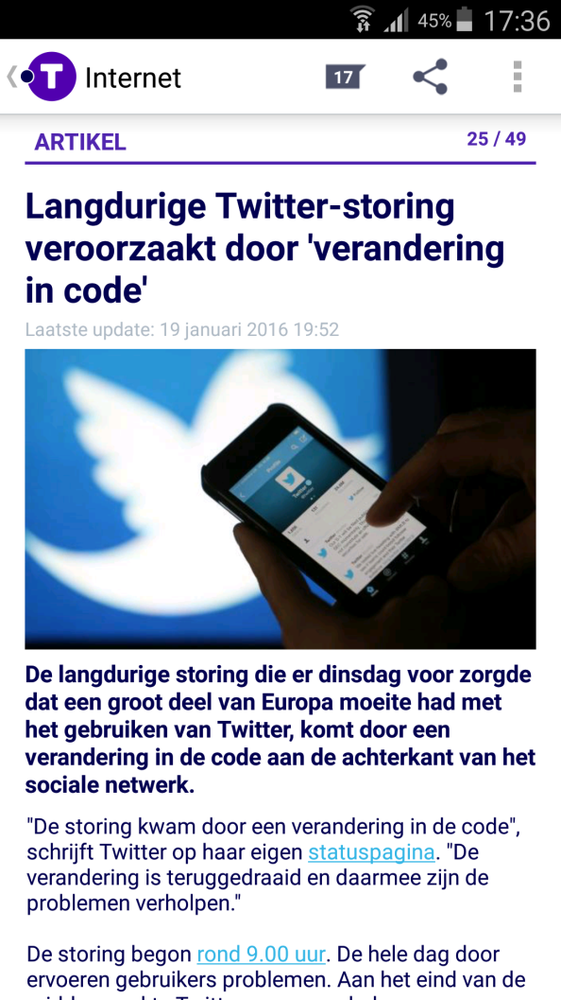 45% 17:36
T Internet 17
ARTIKEL 25 / 49
Langdurige Twitter-storing
veroorzaakt door 'verandering
in code'
Laatste update: 19 januari 2016 19:52
De langdurige storing die er dinsdag voor zorgde
dat een groot deel van Europa moeite had met
het gebruiken van Twitter, komt door een
verandering in de code aan de achterkant van het
sociale netwerk.
"De storing kwam door een verandering in de code",
schrijft Twitter op haar eigen statuspagina. "De
verandering is teruggedraaid en daarmee zijn de
problemen verholpen."
De storing begon rond 9.00 uur. De hele dag door
ervoeren gebruikers problemen. Aan het eind van de